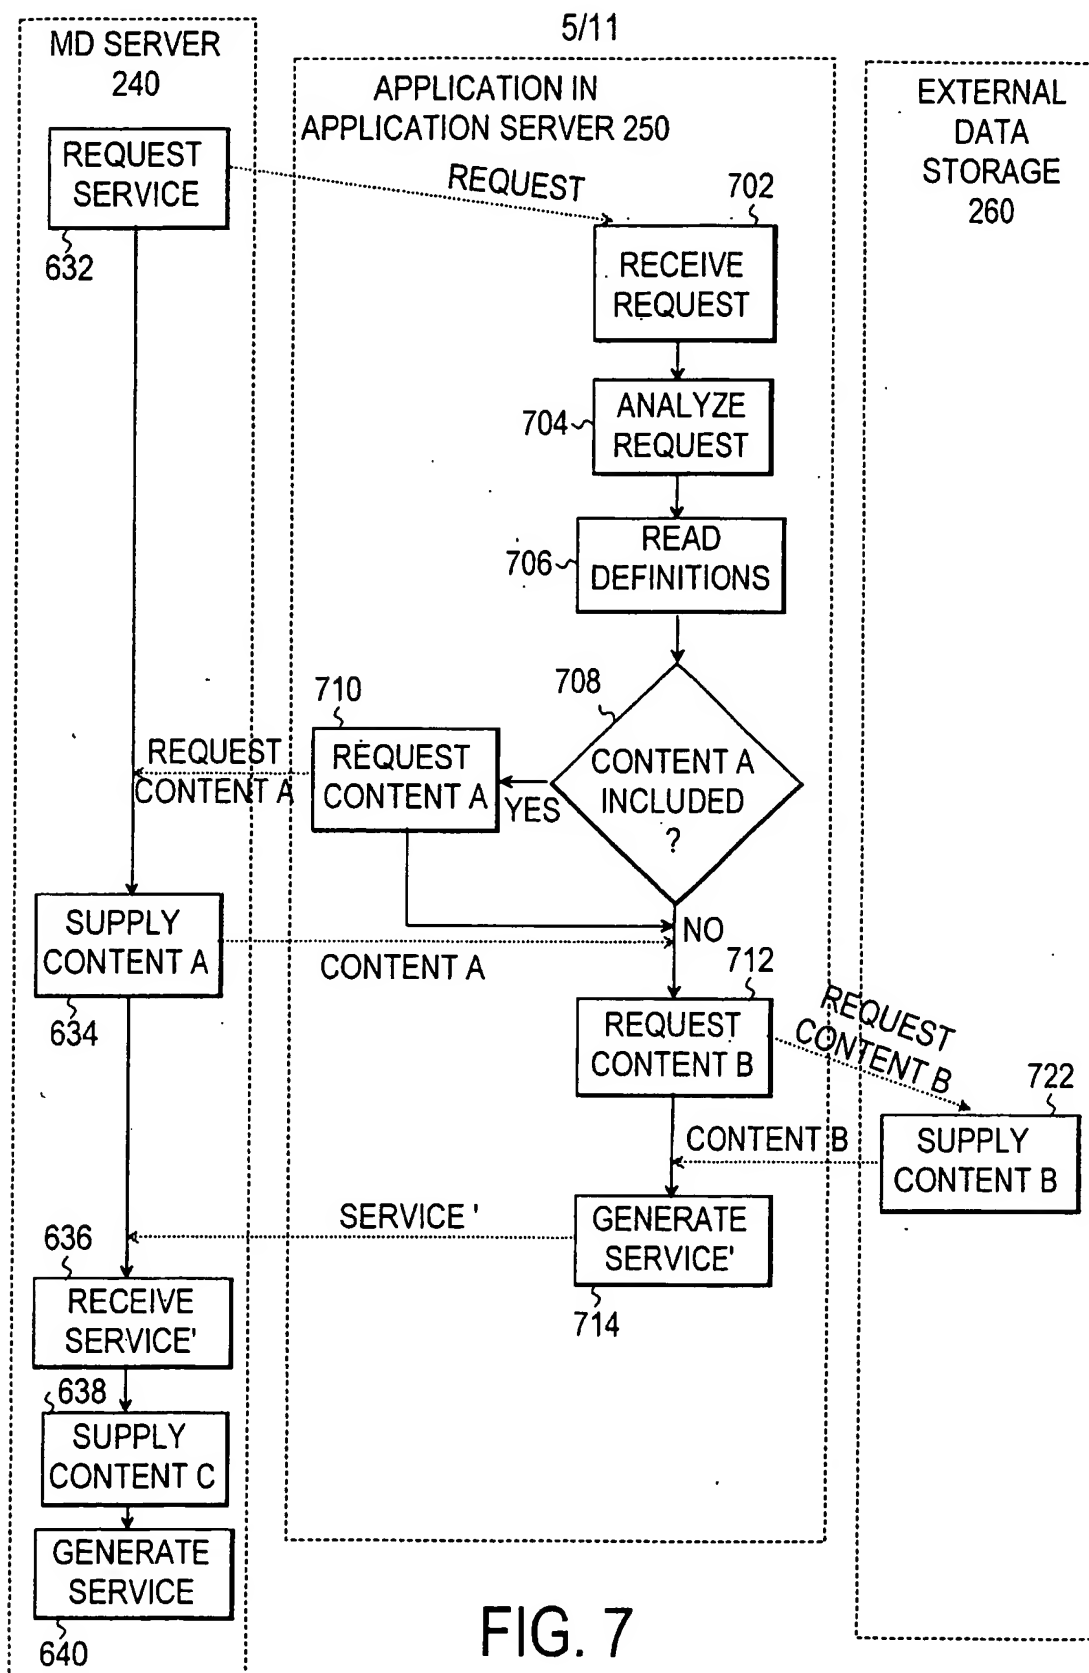 5/11
MD SERVER
240
REQUEST
SERVICE
632
APPLICATION IN
APPLICATION SERVER 250
REQUEST
702
RECEIVE
REQUEST
704
ANALYZE
REQUEST
706
READ
DEFINITIONS
708
CONTENT A
INCLUDED
?
YES
NO
710
REQUEST
CONTENT A
REQUEST
CONTENT A
SUPPLY
CONTENT A
634
CONTENT A
712
REQUEST
CONTENT B
REQUEST
CONTENT B
EXTERNAL
DATA
STORAGE
260
722
SUPPLY
CONTENT B
CONTENT B
GENERATE
SERVICE'
714
SERVICE '
636
RECEIVE
SERVICE'
638
SUPPLY
CONTENT C
GENERATE
SERVICE
640
FIG. 7